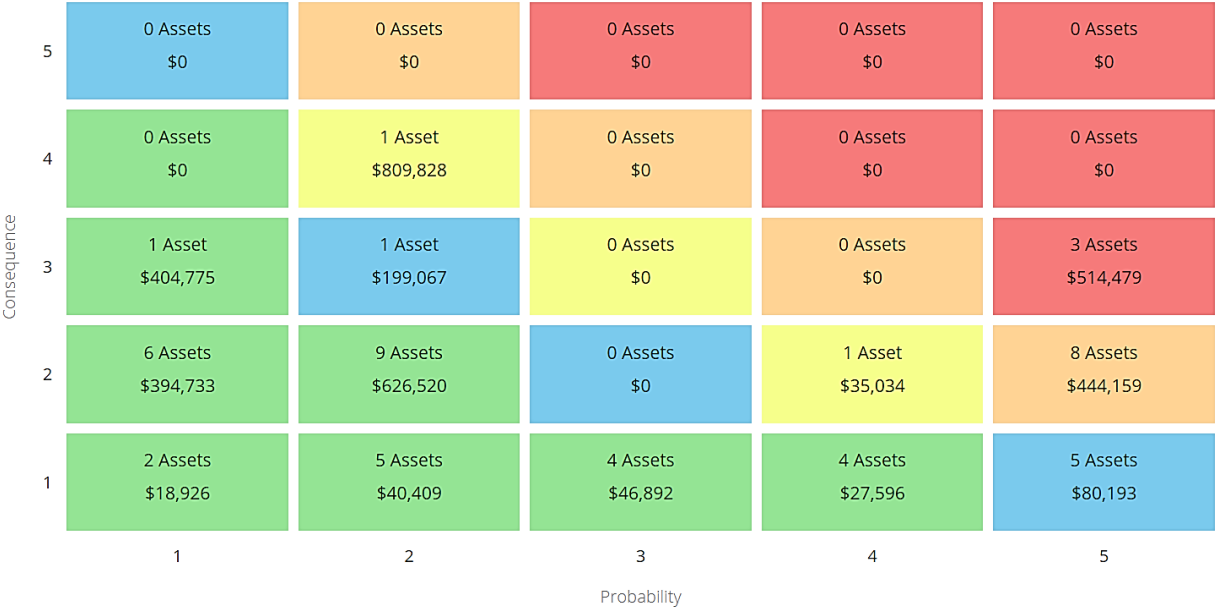 5
0 Assets
$0
0 Assets
$0
0 Assets
$0
0 Assets
$0
0 Assets
$0
4
0 Assets
$0
1 Asset
$809,828
0 Assets
$0
0 Assets
$0
0 Assets
$0
Consequence
3
1 Asset
$404,775
1 Asset
$199,067
0 Assets
$0
0 Assets
$0
3 Assets
$514,479
2
6 Assets
$394,733
9 Assets
$626,520
0 Assets
$0
1 Asset
$35,034
8 Assets
$444,159
1
2 Assets
$18,926
5 Assets
$40,409
4 Assets
$46,892
4 Assets
$27,596
5 Assets
$80,193
1
2
3
4
5
Probability